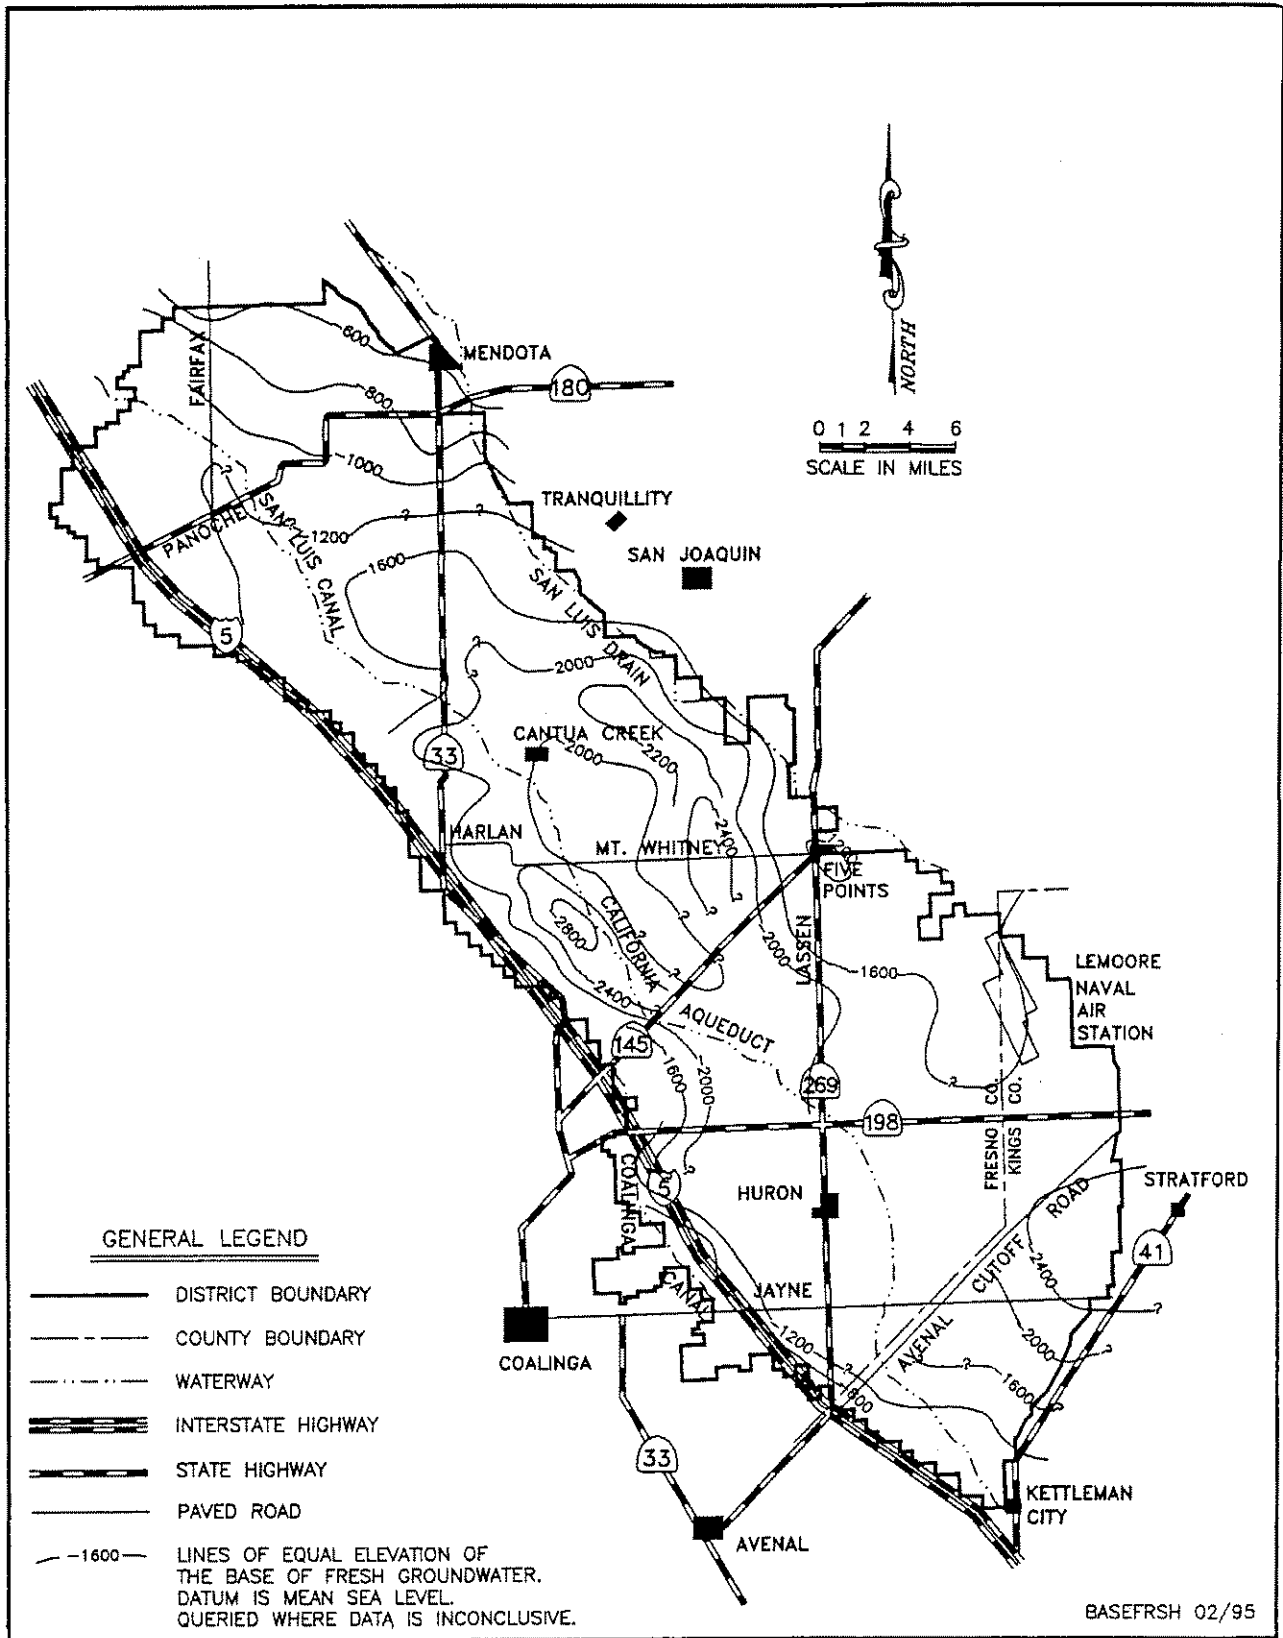 NORTH
0 1 2 4 6
SCALE IN MILES
FAIRFAX
-600
MENDOTA
180
-800
-1000
TRANQUILLITY
SAN JOAQUIN
PANOCHE
SAN LUIS CANAL
?
-1200
?
?
-1600
SAN LUIS DRAIN
5
?
-2000
?
?
CANTUA CREEK
33
-2000
-2200
?
?
HARLAN
MT. WHITNEY
-2400
FIVE
POINTS
CALIFORNIA
-2800
?
?
?
?
LASSEN
-2000
?
-1600
LEMOORE
NAVAL
AIR
STATION
-2400
?
?
AQUEDUCT
145
-1600
-2000
269
?
198
FRESNO CO.
KINGS CO.
COALINGA
CANAL
5
?
HURON
ROAD
STRATFORD
41
-2400
?
CUTOFF
AVENAL
JAYNE
COALINGA
-1200
?
-800
?
-2000
?
-1600
?
33
AVENAL
KETTLEMAN
CITY
GENERAL LEGEND
DISTRICT BOUNDARY
COUNTY BOUNDARY
WATERWAY
INTERSTATE HIGHWAY
STATE HIGHWAY
PAVED ROAD
-1600 LINES OF EQUAL ELEVATION OF
THE BASE OF FRESH GROUNDWATER.
DATUM IS MEAN SEA LEVEL.
QUERIED WHERE DATA IS INCONCLUSIVE.
BASEFRSH 02/95